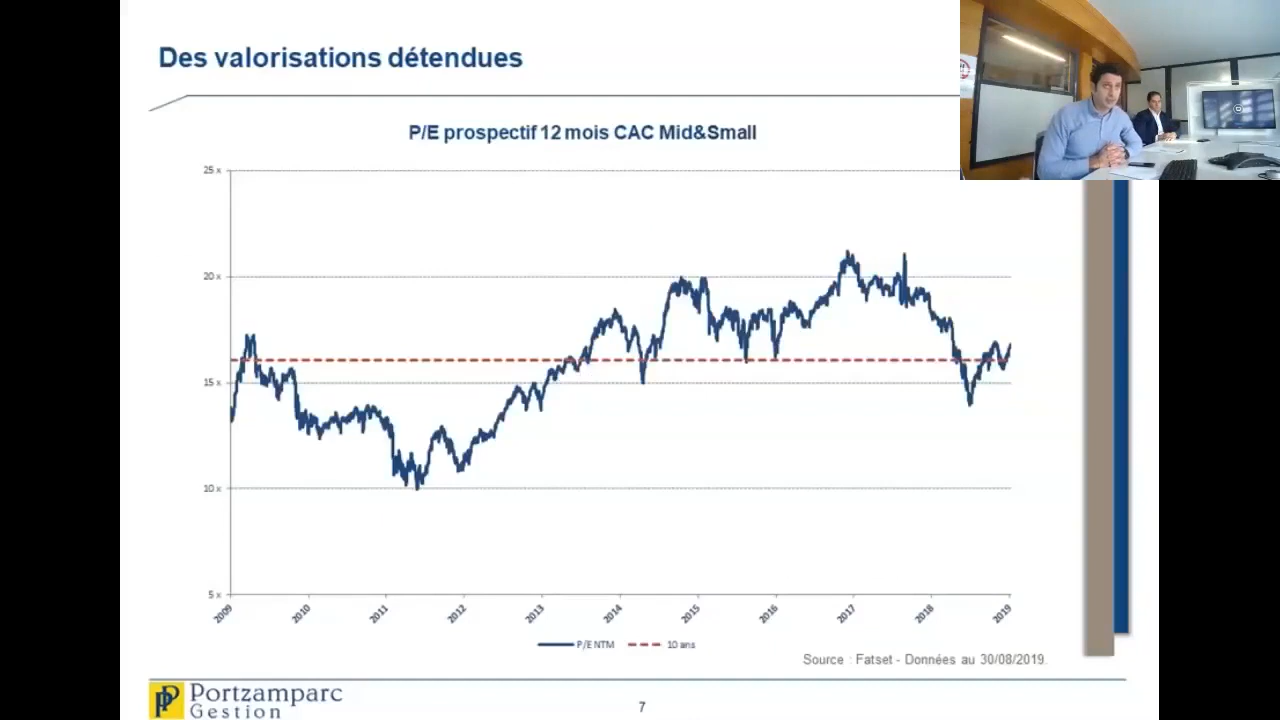 Des valorisations détendues
P/E prospectif 12 mois CAC Mid&Small
25 x
20 x
15 x
10 x
5 x
2009
2010
2011
2012
2013
2014
2015
2016
2017
2018
2019
P/E NTM
10 ans
Source : Fatset - Données au 30/08/2019.
PP Portzamparc
Gestion
7